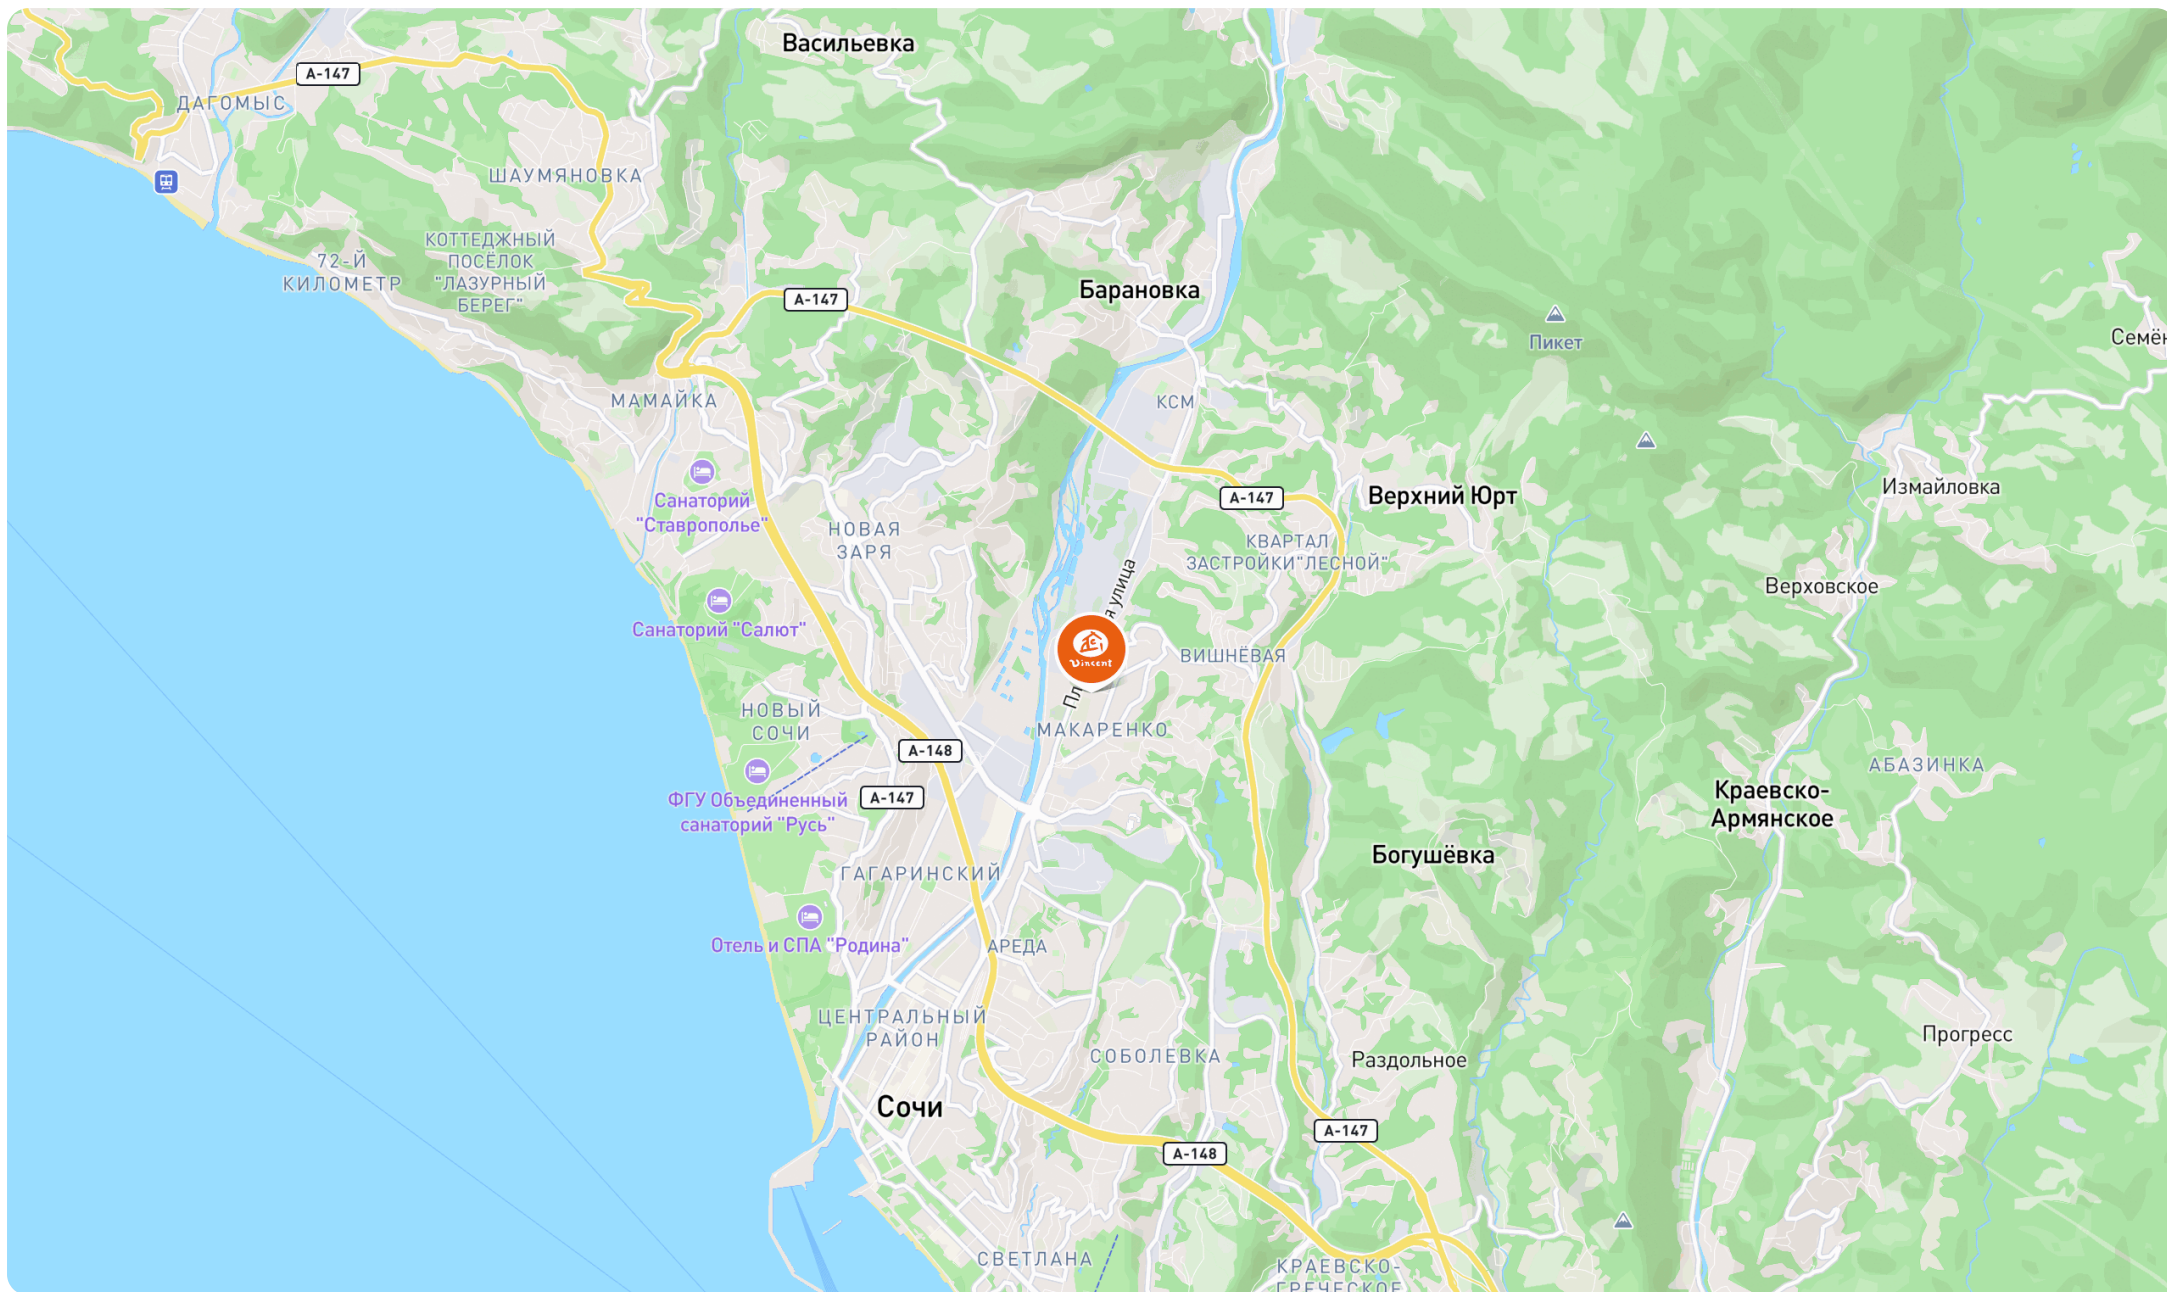 Васильевка
А-147
ДАГОМЫС
ШАУМЯНОВКА
КОТТЕДЖНЫЙ
ПОСЁЛОК
"ЛАЗУРНЫЙ
БЕРЕГ"
72-Й
КИЛОМЕТР
Барановка
А-147
Пикет
Семён
МАМАЙКА
КСМ
Санаторий
"Ставрополье"
А-147
Верхний Юрт
Измайловка
НОВАЯ
ЗАРЯ
КВАРТАЛ
ЗАСТРОЙКИ"ЛЕСНОЙ"
Верховское
Санаторий "Салют"
я улица
Vincent
Пл
ВИШНЁВАЯ
НОВЫЙ
СОЧИ
МАКАРЕНКО
А-148
АБАЗИНКА
ФГУ Объединенный
санаторий "Русь"
А-147
Краевско-
Армянское
Богушёвка
ГАГАРИНСКИЙ
Отель и СПА "Родина"
АРЕДА
ЦЕНТРАЛЬНЫЙ
РАЙОН
СОБОЛЕВКА
Раздольное
Прогресс
Сочи
А-147
А-148
СВЕТЛАНА
КРАЕВСКО-
ГРЕЧЕСКОЕ